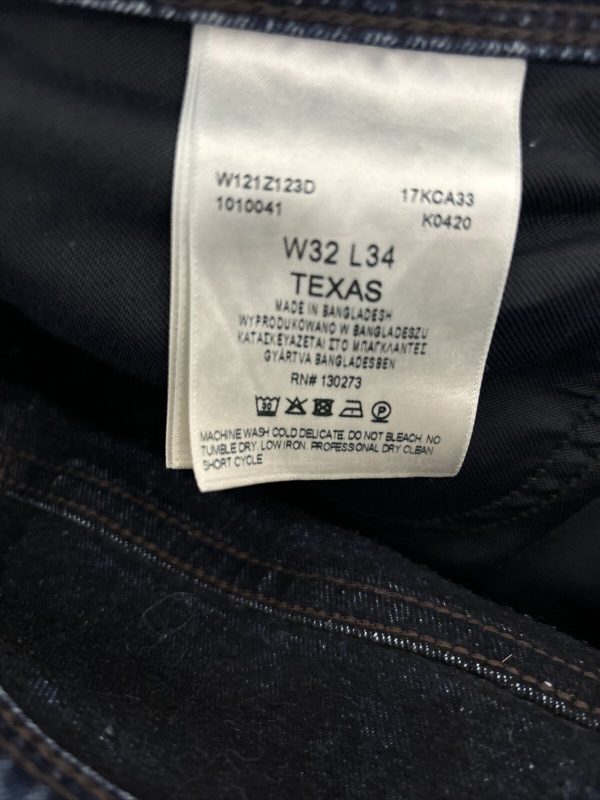 W121Z123D 17KCA33
1010041 K0420
W32 L34
TEXAS
MADE IN BANGLADESH
WYPRODUKOWANO W BANGLADESZU
ΚΑΤΑΣΚΕΥΑΖΕΤΑΙ ΣΤΟ ΜΠΑΓΚΛΑΝΤΕΣ
GYÁRTVA BANGLADESBEN
RN# 130273
30 P
MACHINE WASH COLD DELICATE. DO NOT BLEACH. NO
TUMBLE DRY. LOW IRON. PROFESSIONAL DRY CLEAN
SHORT CYCLE